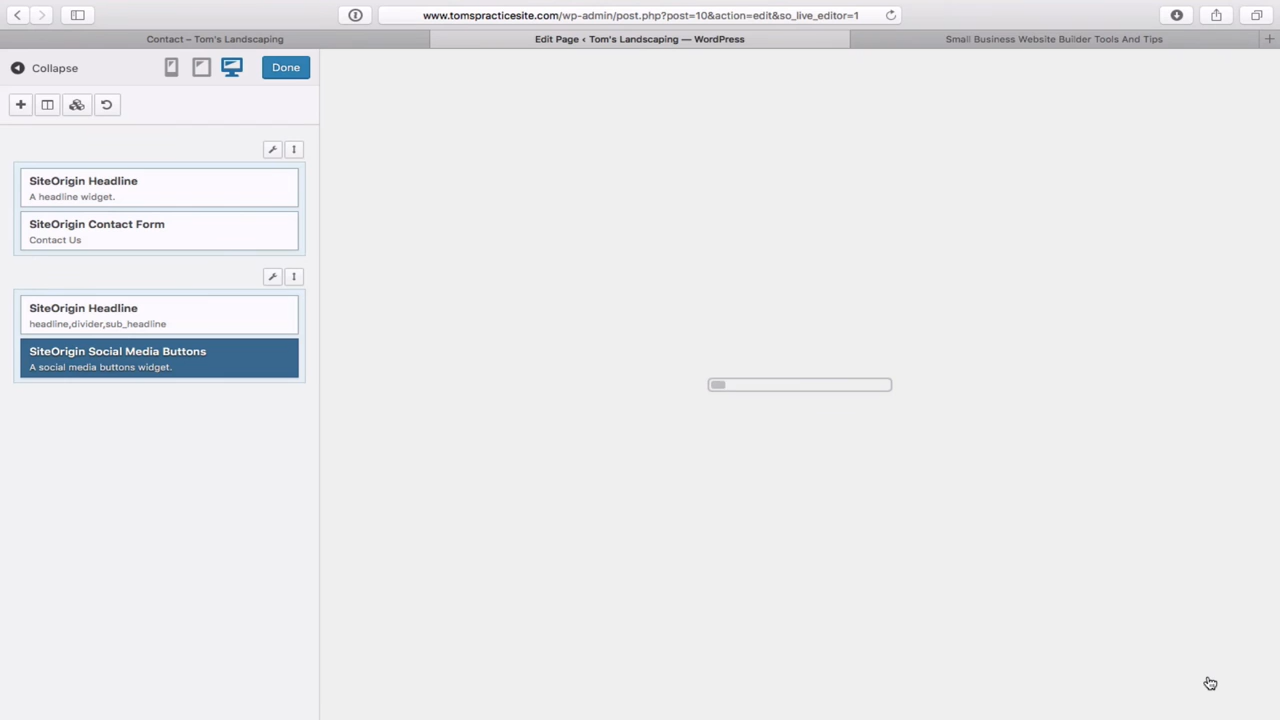 www.tomspracticesite.com/wp-admin/post.php?post=10&action=edit&so_live_editor=1
Contact – Tom's Landscaping
Edit Page ‹ Tom's Landscaping — WordPress
Small Business Website Builder Tools And Tips
Collapse
Done
SiteOrigin Headline
A headline widget.
SiteOrigin Contact Form
Contact Us
SiteOrigin Headline
headline,divider,sub_headline
SiteOrigin Social Media Buttons
A social media buttons widget.